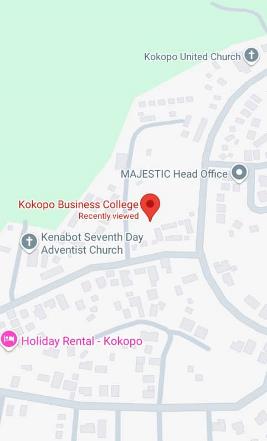 Kokopo United Church
MAJESTIC Head Office
Kokopo Business College
Recently viewed
Kenabot Seventh Day
Adventist Church
Holiday Rental - Kokopo